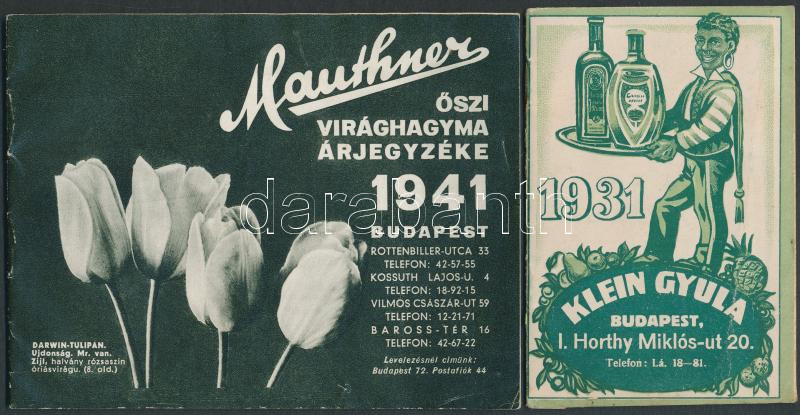 Mauthner
ŐSZI
VIRÁGHAGYMA
ÁRJEGYZÉKE
1941
BUDAPEST
ROTTENBILLER-UTCA 33
TELEFON: 42-57-55
KOSSUTH LAJOS-U. 4
TELEFON: 18-92-15
VILMOS CSÁSZÁR-UT 59
TELEFON: 12-21-71
BAROSS-TÉR 16
TELEFON: 42-67-22
Levelezésnél címünk:
Budapest 72. Postafiók 44
DARWIN-TULIPÁN.
Ujdonság. Mr. van.
Zijl, halvány rózsaszin
óriásvirágu. (8. old.)
darabanth
1931
KLEIN GYULA
BUDAPEST,
I. Horthy Miklós-ut 20.
Telefon: Lá. 18—81.